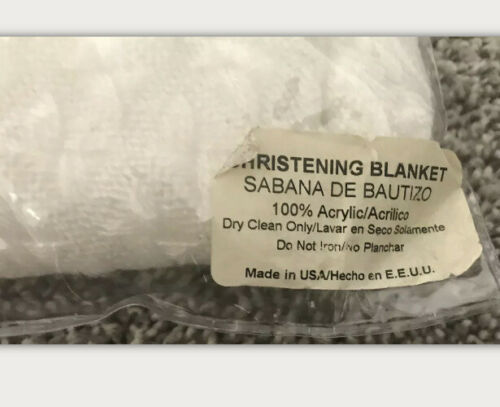 CHRISTENING BLANKET
SABANA DE BAUTIZO
100% Acrylic/Acrilico
Dry Clean Only/Lavar en Seco Solamente
Do Not Iron/No Planchar
Made in USA/Hecho en E.E.U.U.